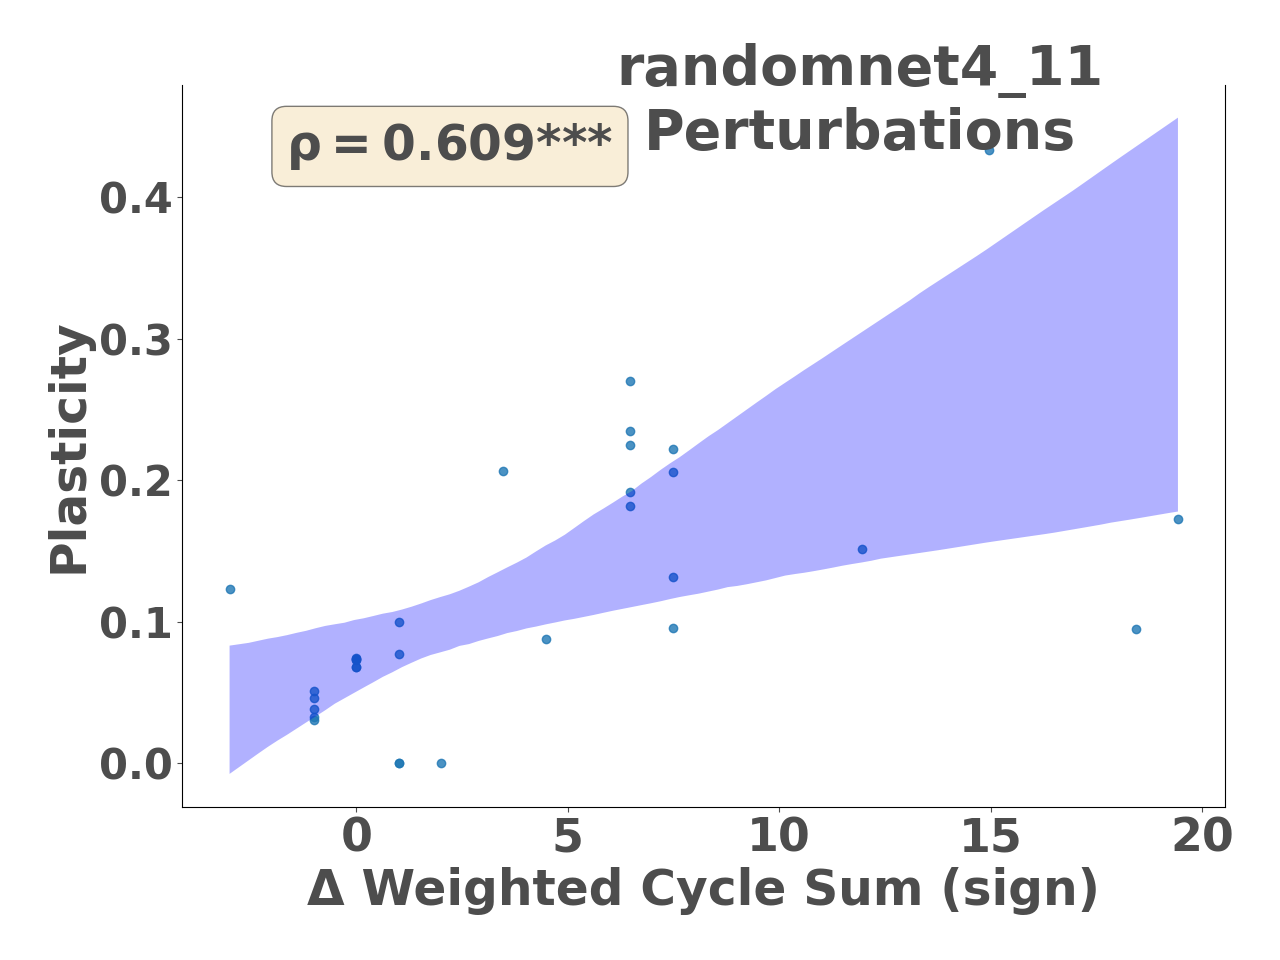 randomnet4_11
Perturbations
ρ = 0.609***
Plasticity
0.4
0.3
0.2
0.1
0.0
0 5 10 15 20
Δ Weighted Cycle Sum (sign)